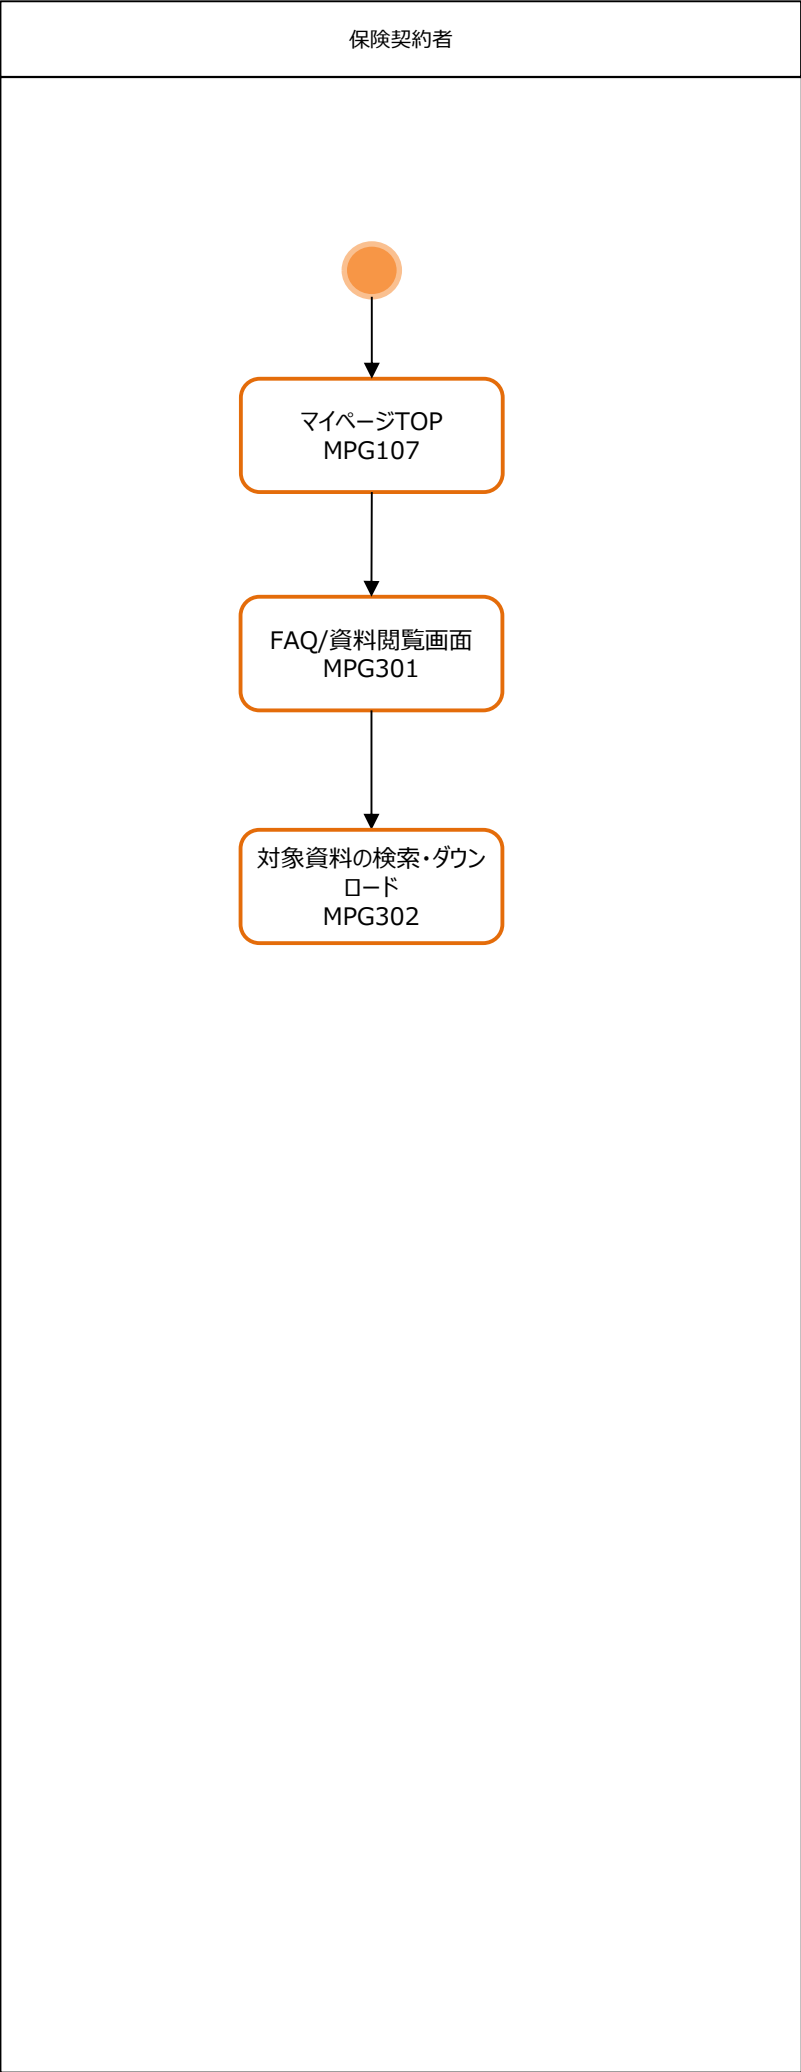 保険契約者
マイページTOP
MPG107
FAQ/資料閲覧画面
MPG301
対象資料の検索・ダウン
ロード
MPG302